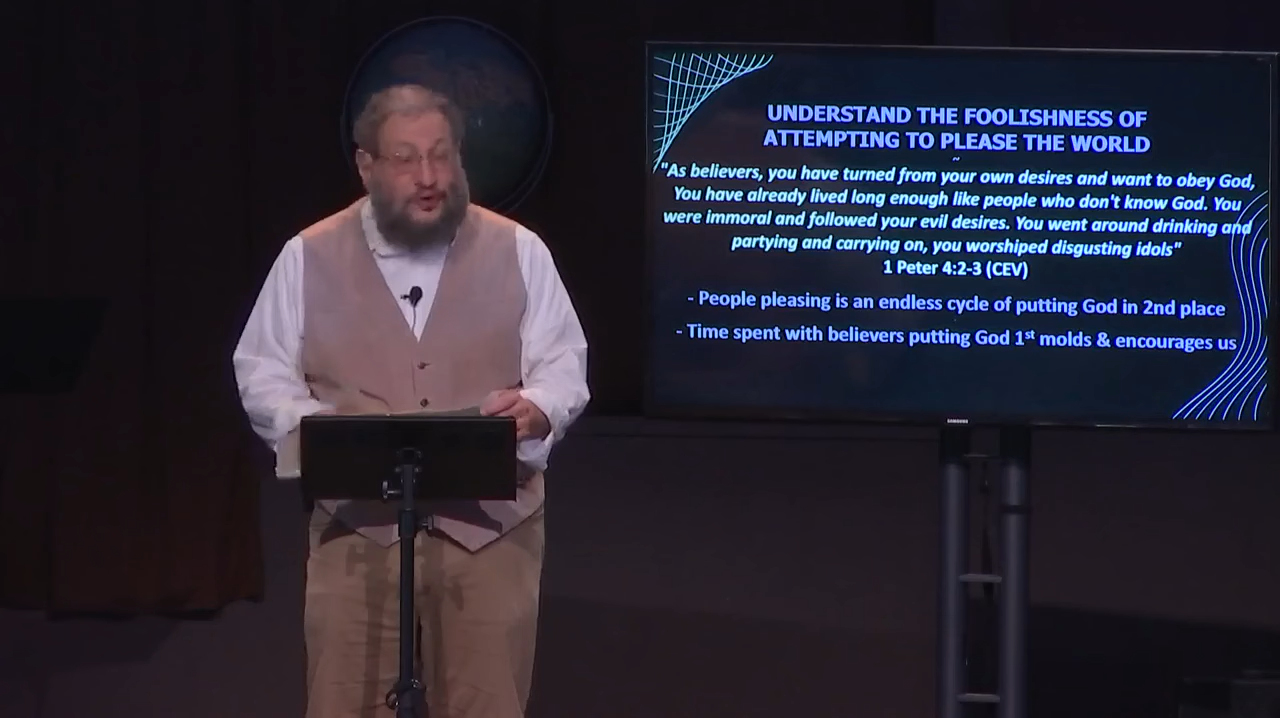 UNDERSTAND THE FOOLISHNESS OF
ATTEMPTING TO PLEASE THE WORLD
~
"As believers, you have turned from your own desires and want to obey God,
You have already lived long enough like people who don't know God. You
were immoral and followed your evil desires. You went around drinking and
partying and carrying on, you worshiped disgusting idols"
1 Peter 4:2-3 (CEV)
- People pleasing is an endless cycle of putting God in 2nd place
- Time spent with believers putting God 1st molds & encourages us
SAMSUNG